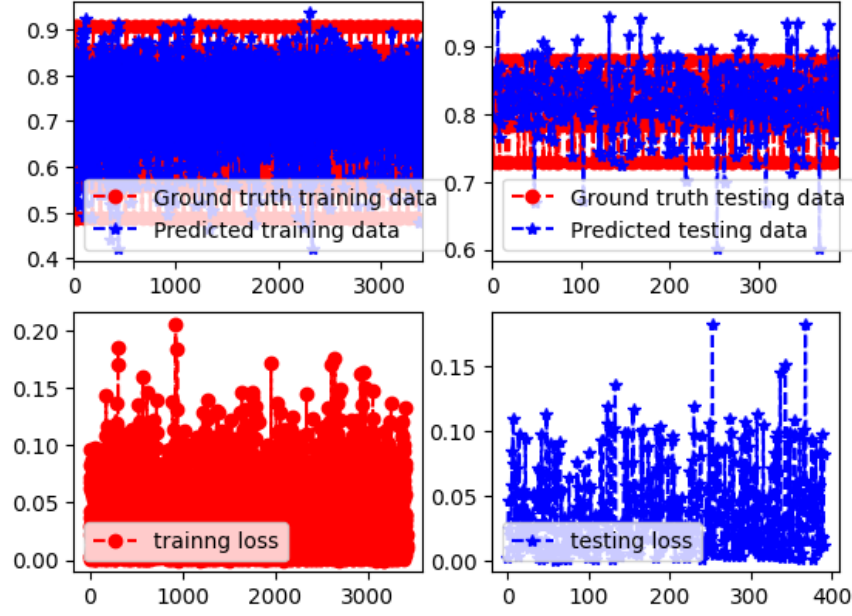 0.9
0.8
0.7
0.6
0.5
0.4
Ground truth training data
Predicted training data
0 1000 2000 3000
0.9
0.8
0.7
0.6
Ground truth testing data
Predicted testing data
0 100 200 300
0.20
0.15
0.10
0.05
0.00
trainng loss
0 1000 2000 3000
0.15
0.10
0.05
0.00
testing loss
0 100 200 300 400